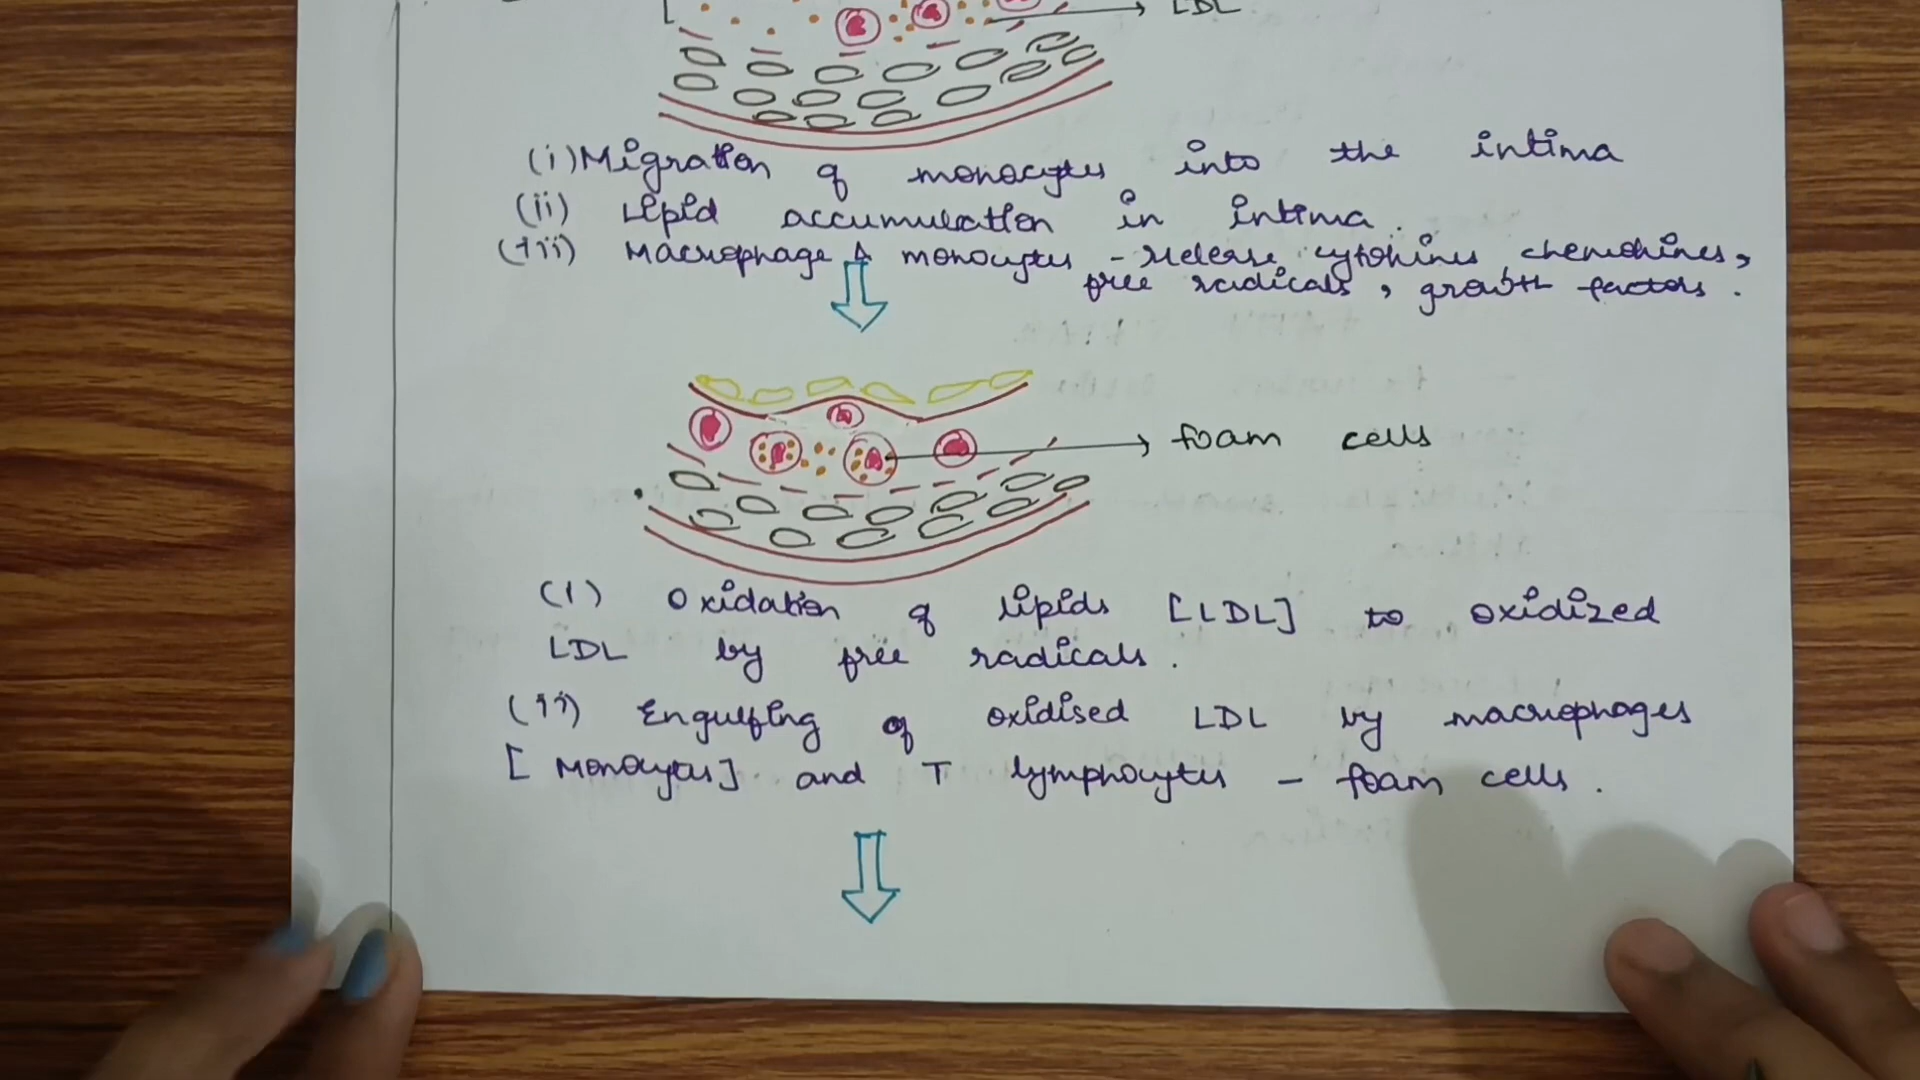 LDL
(i) Migration of monocytes into the intima
(ii) Lipid accumulation in intima.
(iii) Macrophage & monocytes - release cytokines chemokines,
free radicals, growth factors.
foam cells
(i) Oxidation of lipids [LDL] to oxidized
LDL by free radicals.
(ii) Engulfing of oxidised LDL by macrophages
[Monocytes] and T lymphocytes - foam cells.